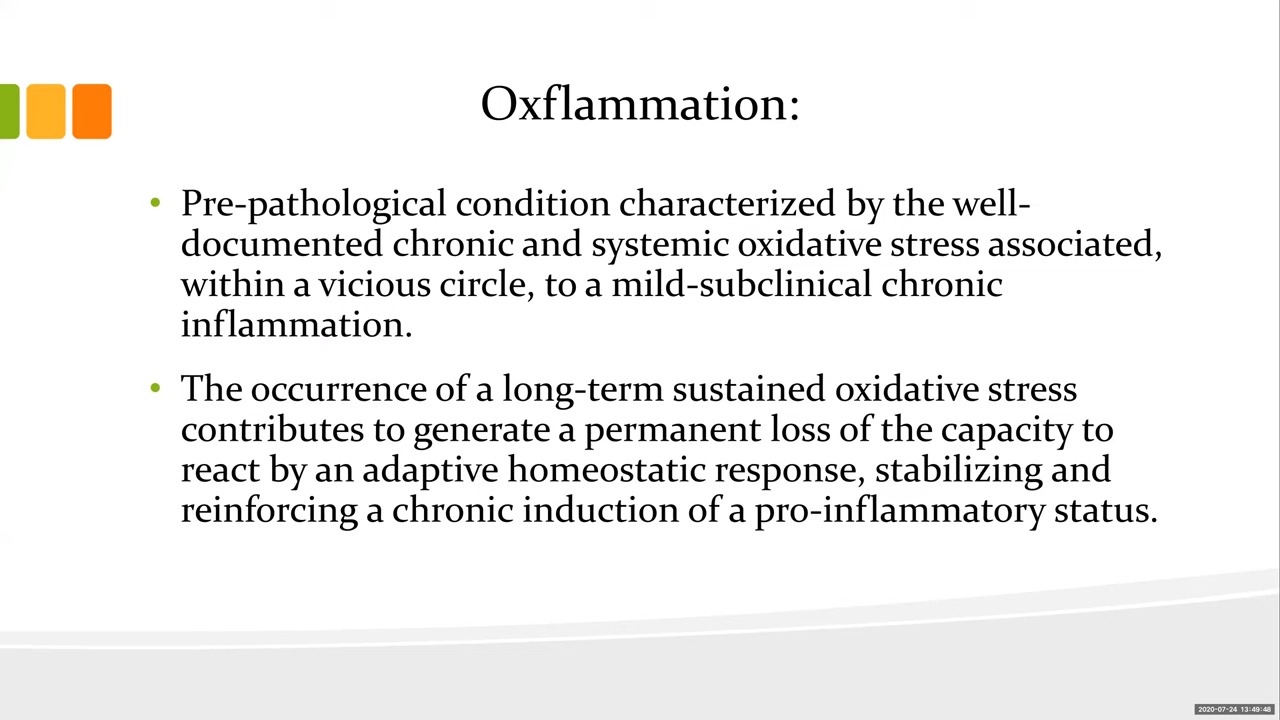 Oxflammation:
• Pre-pathological condition characterized by the well-
documented chronic and systemic oxidative stress associated,
within a vicious circle, to a mild-subclinical chronic
inflammation.
• The occurrence of a long-term sustained oxidative stress
contributes to generate a permanent loss of the capacity to
react by an adaptive homeostatic response, stabilizing and
reinforcing a chronic induction of a pro-inflammatory status.
2020-07-24 13:49:48